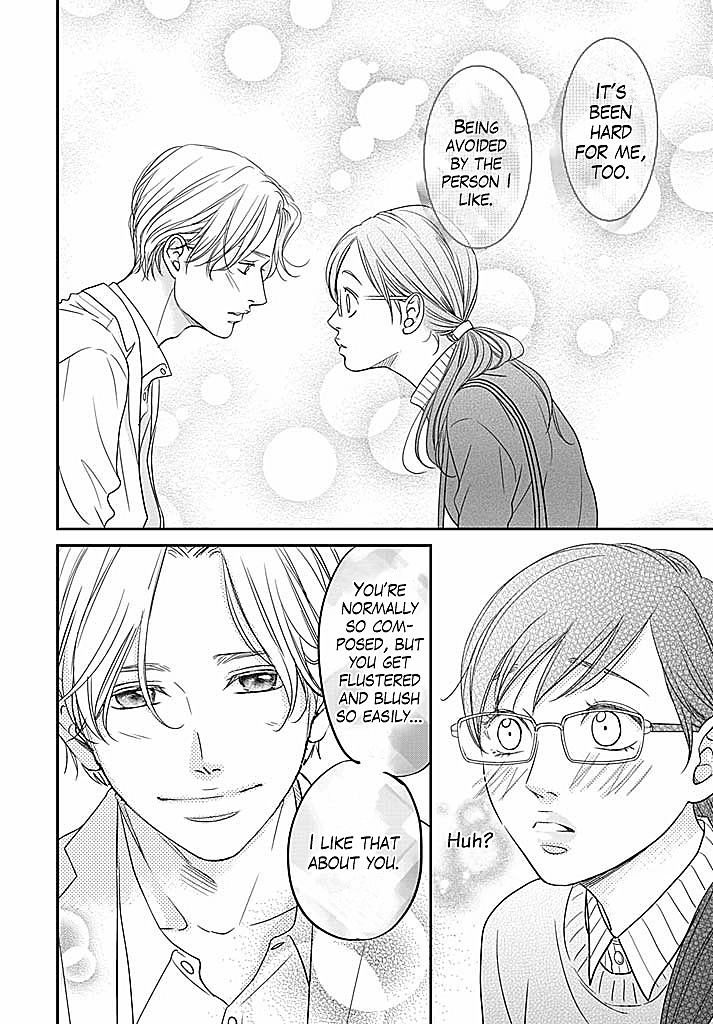 IT'S
BEEN
HARD
FOR ME,
TOO.
BEING
AVOIDED
BY THE
PERSON I
LIKE.
Huh?
YOU'RE
NORMALLY
SO COM-
POSED, BUT
YOU GET
FLUSTERED
AND BLUSH
SO EASILY...
I LIKE THAT
ABOUT YOU.